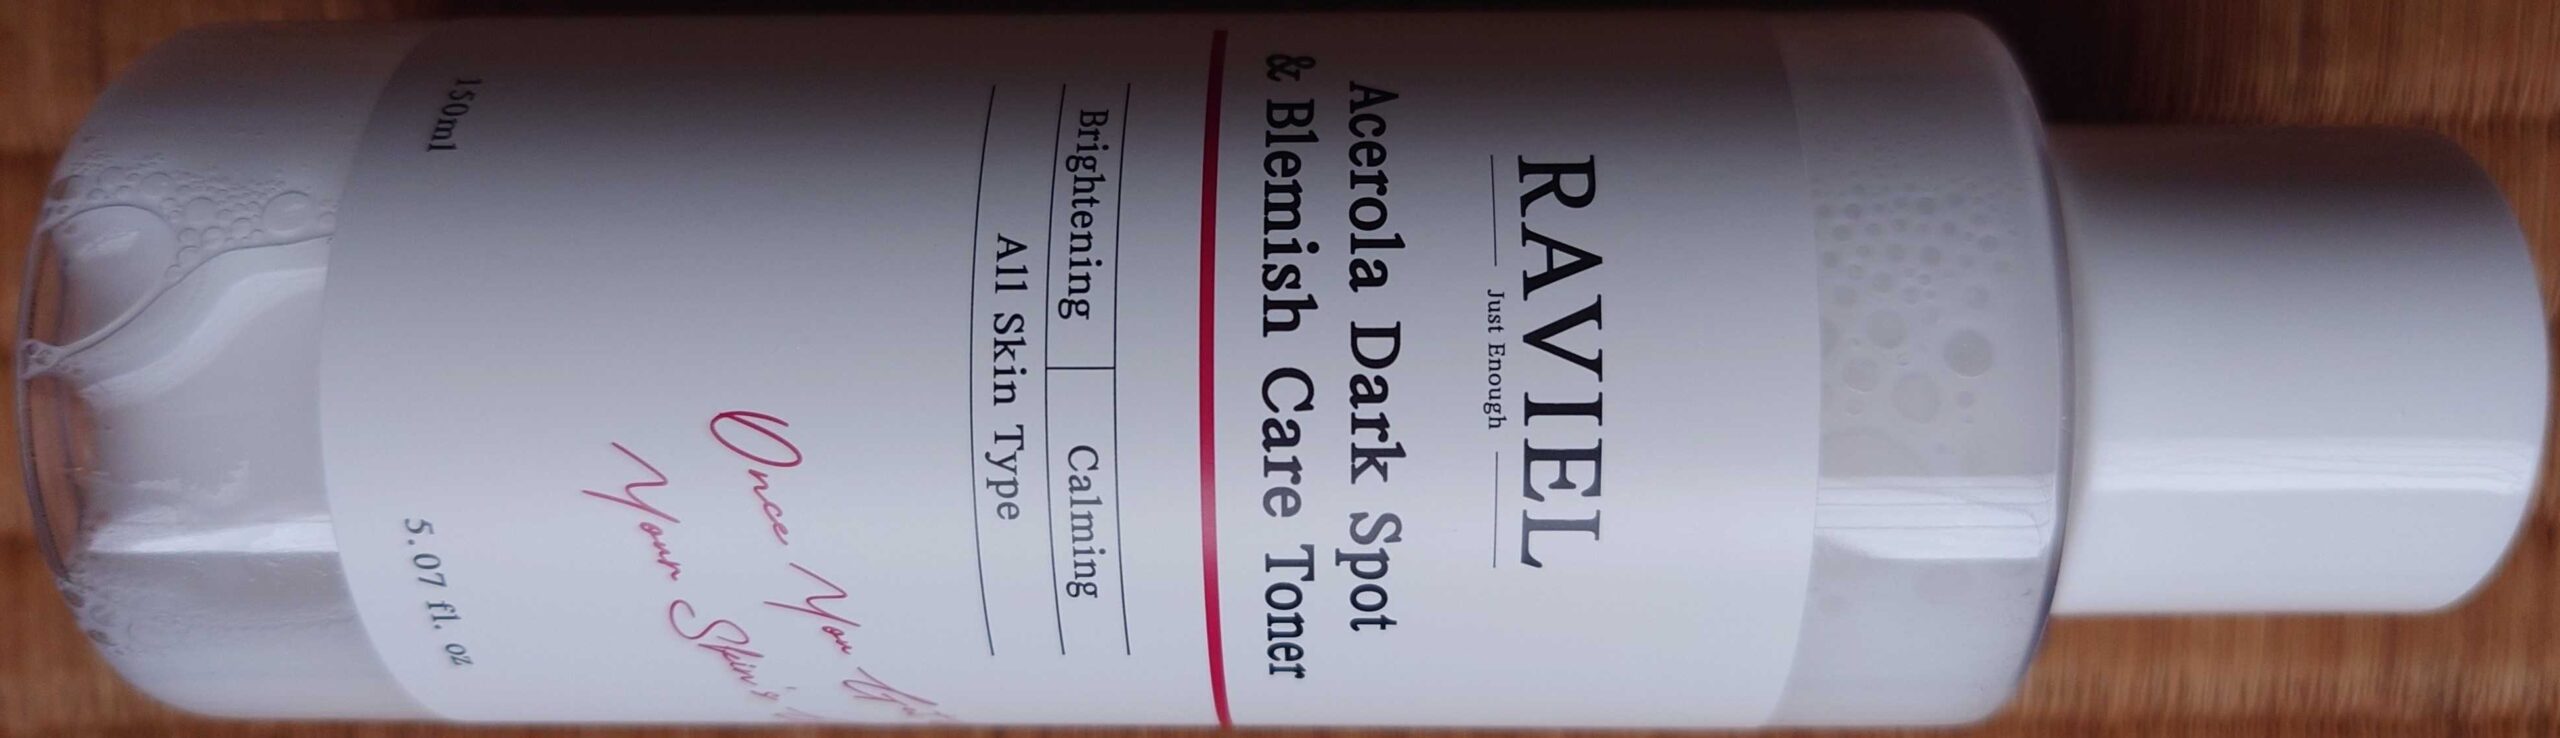 RAVIEL
Just Enough
Acerola Dark Spot
& Blemish Care Toner
Brightening
Calming
All Skin Type
Once You
Your Skin's
150ml
5.07 fl. oz